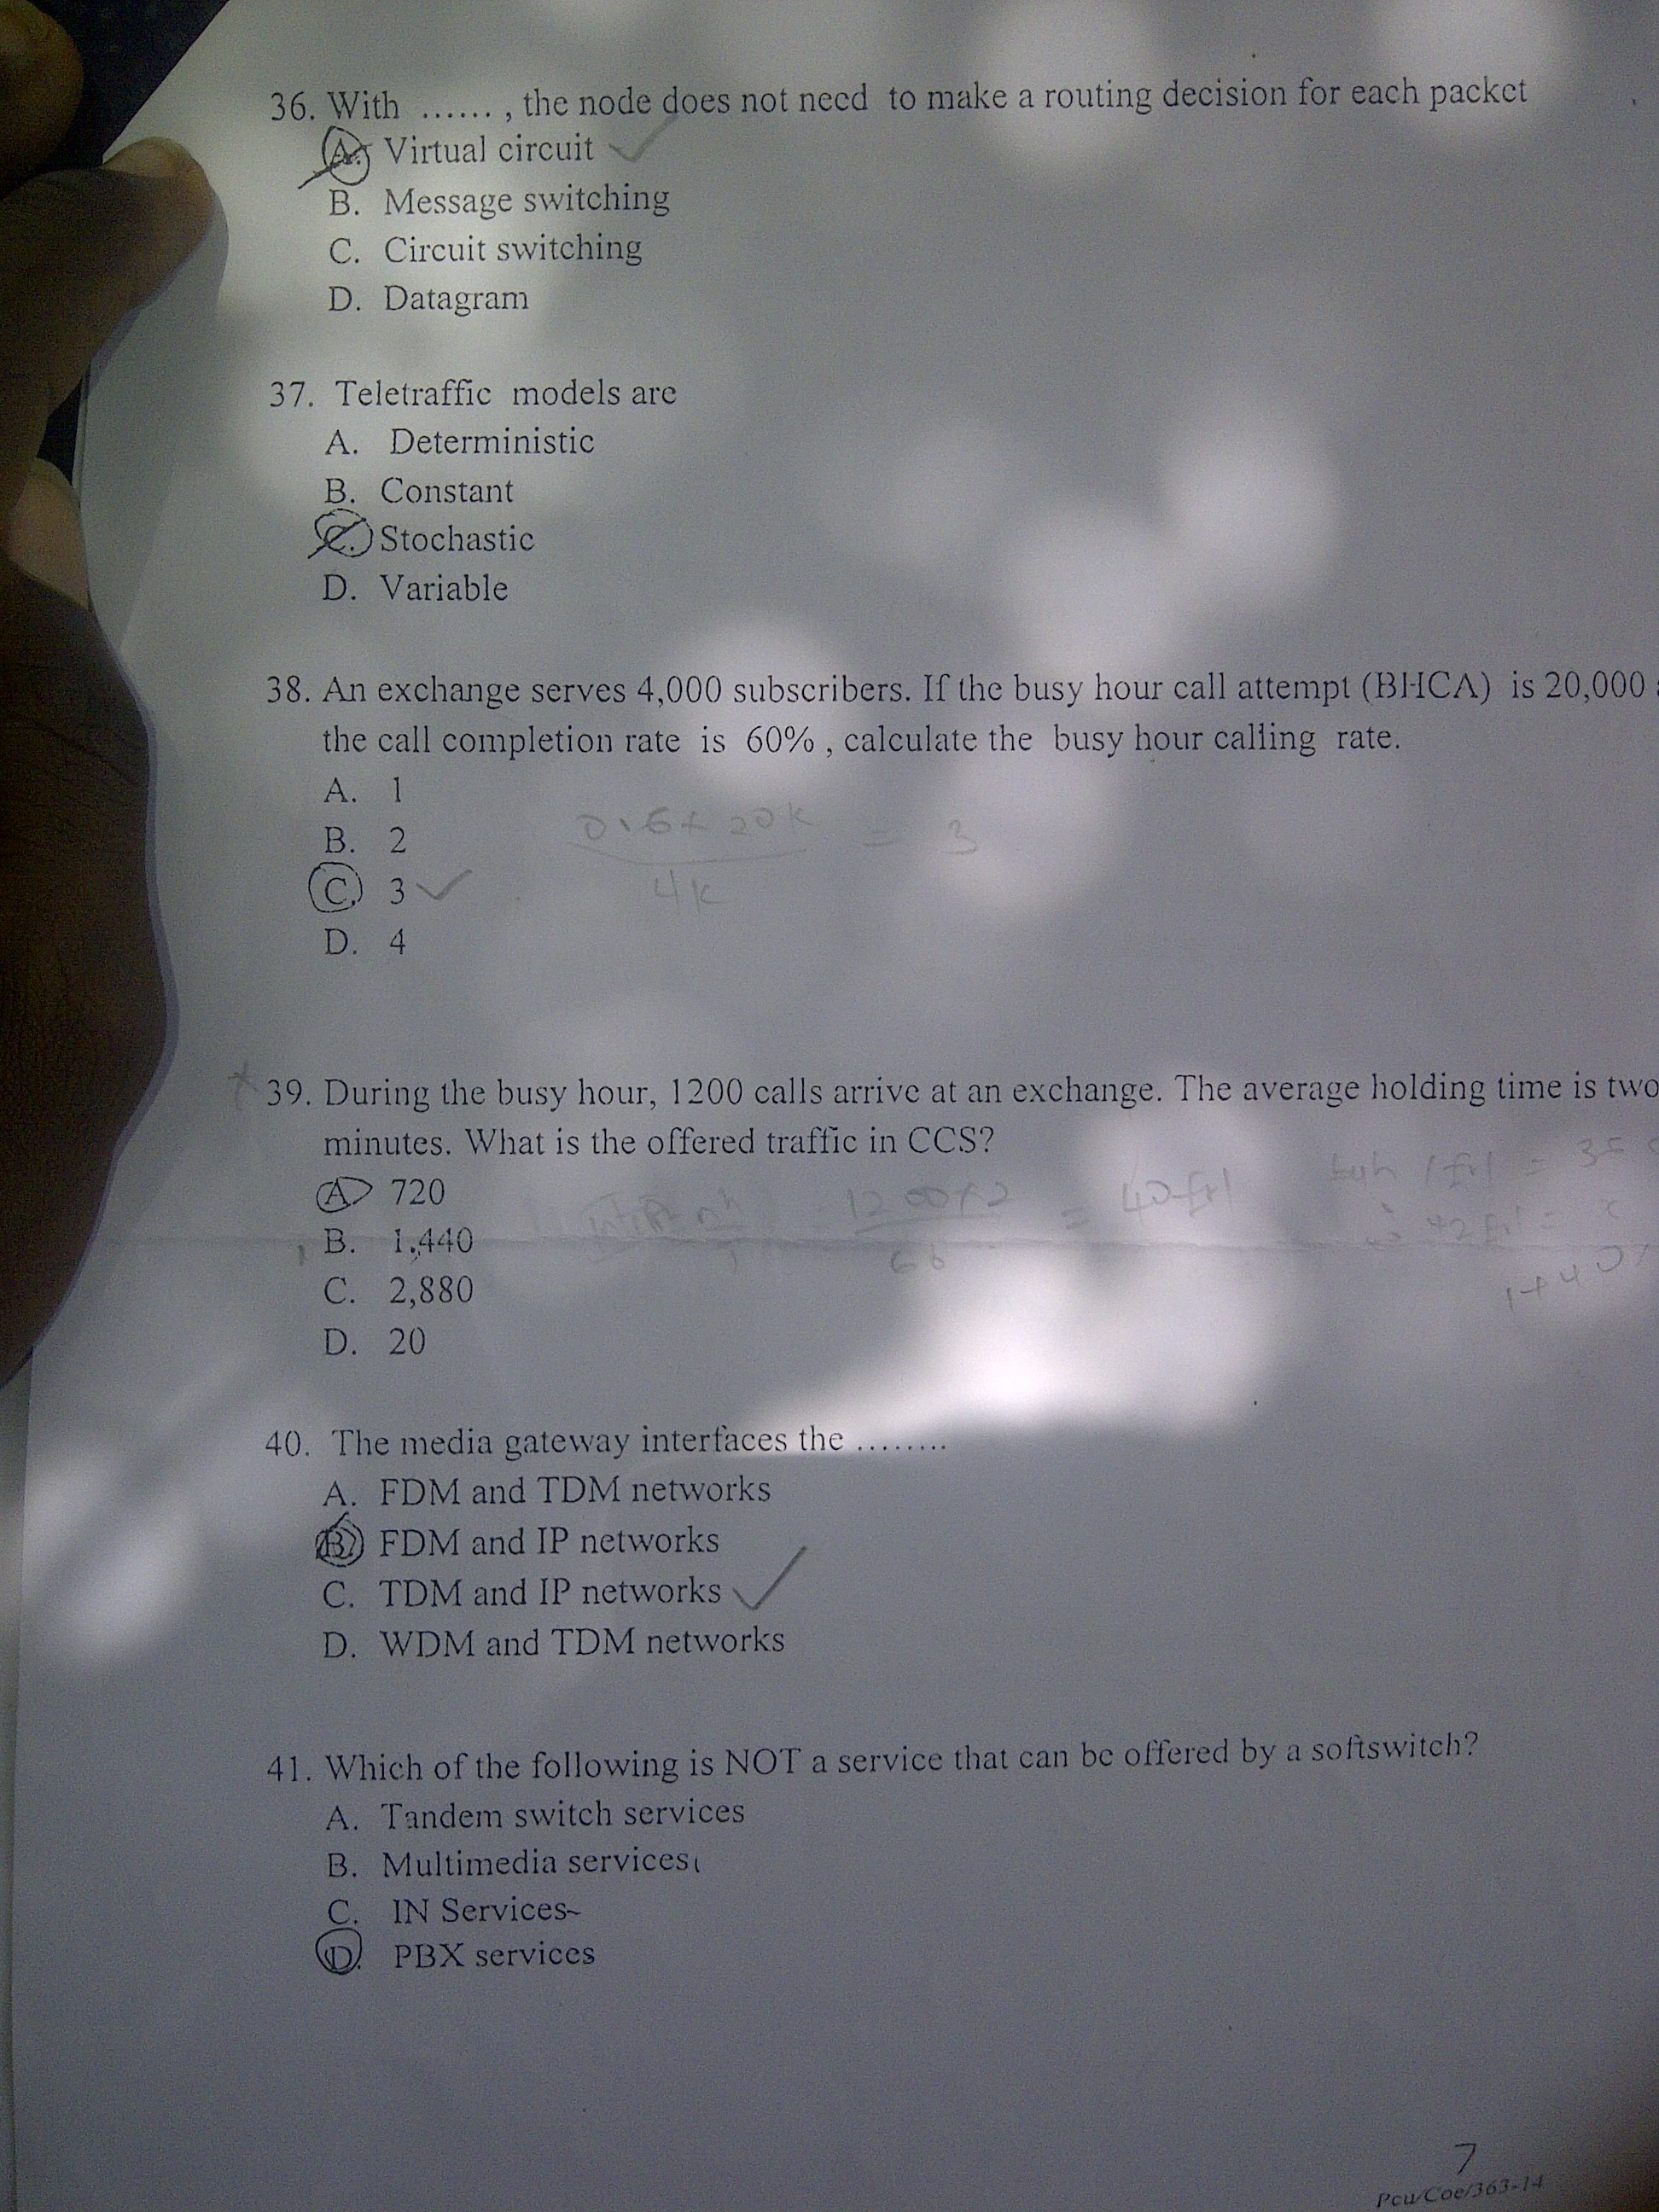 36. With ...... , the node does not need to make a routing decision for each packet
A. Virtual circuit
B. Message switching
C. Circuit switching
D. Datagram
37. Teletraffic models are
A. Deterministic
B. Constant
C. Stochastic
D. Variable
38. An exchange serves 4,000 subscribers. If the busy hour call attempt (BHCA) is 20,000
the call completion rate is 60% , calculate the busy hour calling rate.
A. 1
B. 2
0.6 x 20k = 3
4k
C. 3
D. 4
39. During the busy hour, 1200 calls arrive at an exchange. The average holding time is two
minutes. What is the offered traffic in CCS?
A 720
1200x2 =
60
B. 1,440
C. 2,880
D. 20
40. The media gateway interfaces the ........
A. FDM and TDM networks
B. FDM and IP networks
C. TDM and IP networks
D. WDM and TDM networks
41. Which of the following is NOT a service that can be offered by a softswitch?
A. Tandem switch services
B. Multimedia services
C. IN Services
D. PBX services
7
Pcu/Coe/363-14